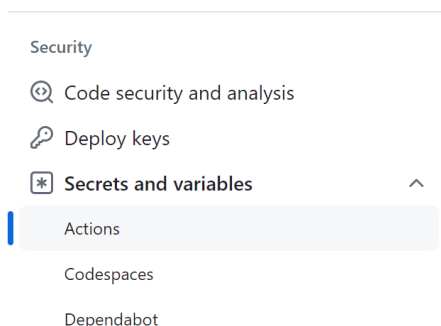 Security
Code security and analysis
Deploy keys
Secrets and variables
Actions
Codespaces
Dependabot